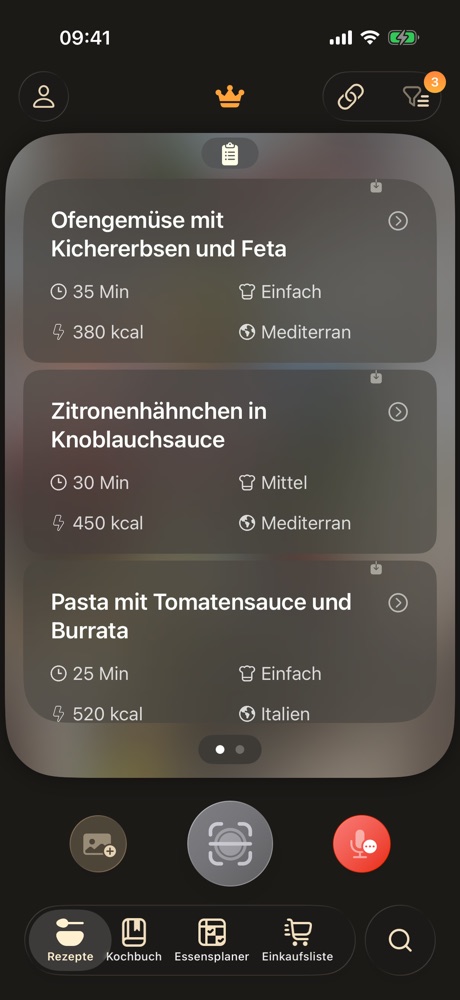 09:41
3
Ofengemüse mit
Kichererbsen und Feta
35 Min
Einfach
380 kcal
Mediterran
Zitronenhähnchen in
Knoblauchsauce
30 Min
Mittel
450 kcal
Mediterran
Pasta mit Tomatensauce und
Burrata
25 Min
Einfach
520 kcal
Italien
Rezepte
Kochbuch
Essensplaner
Einkaufsliste